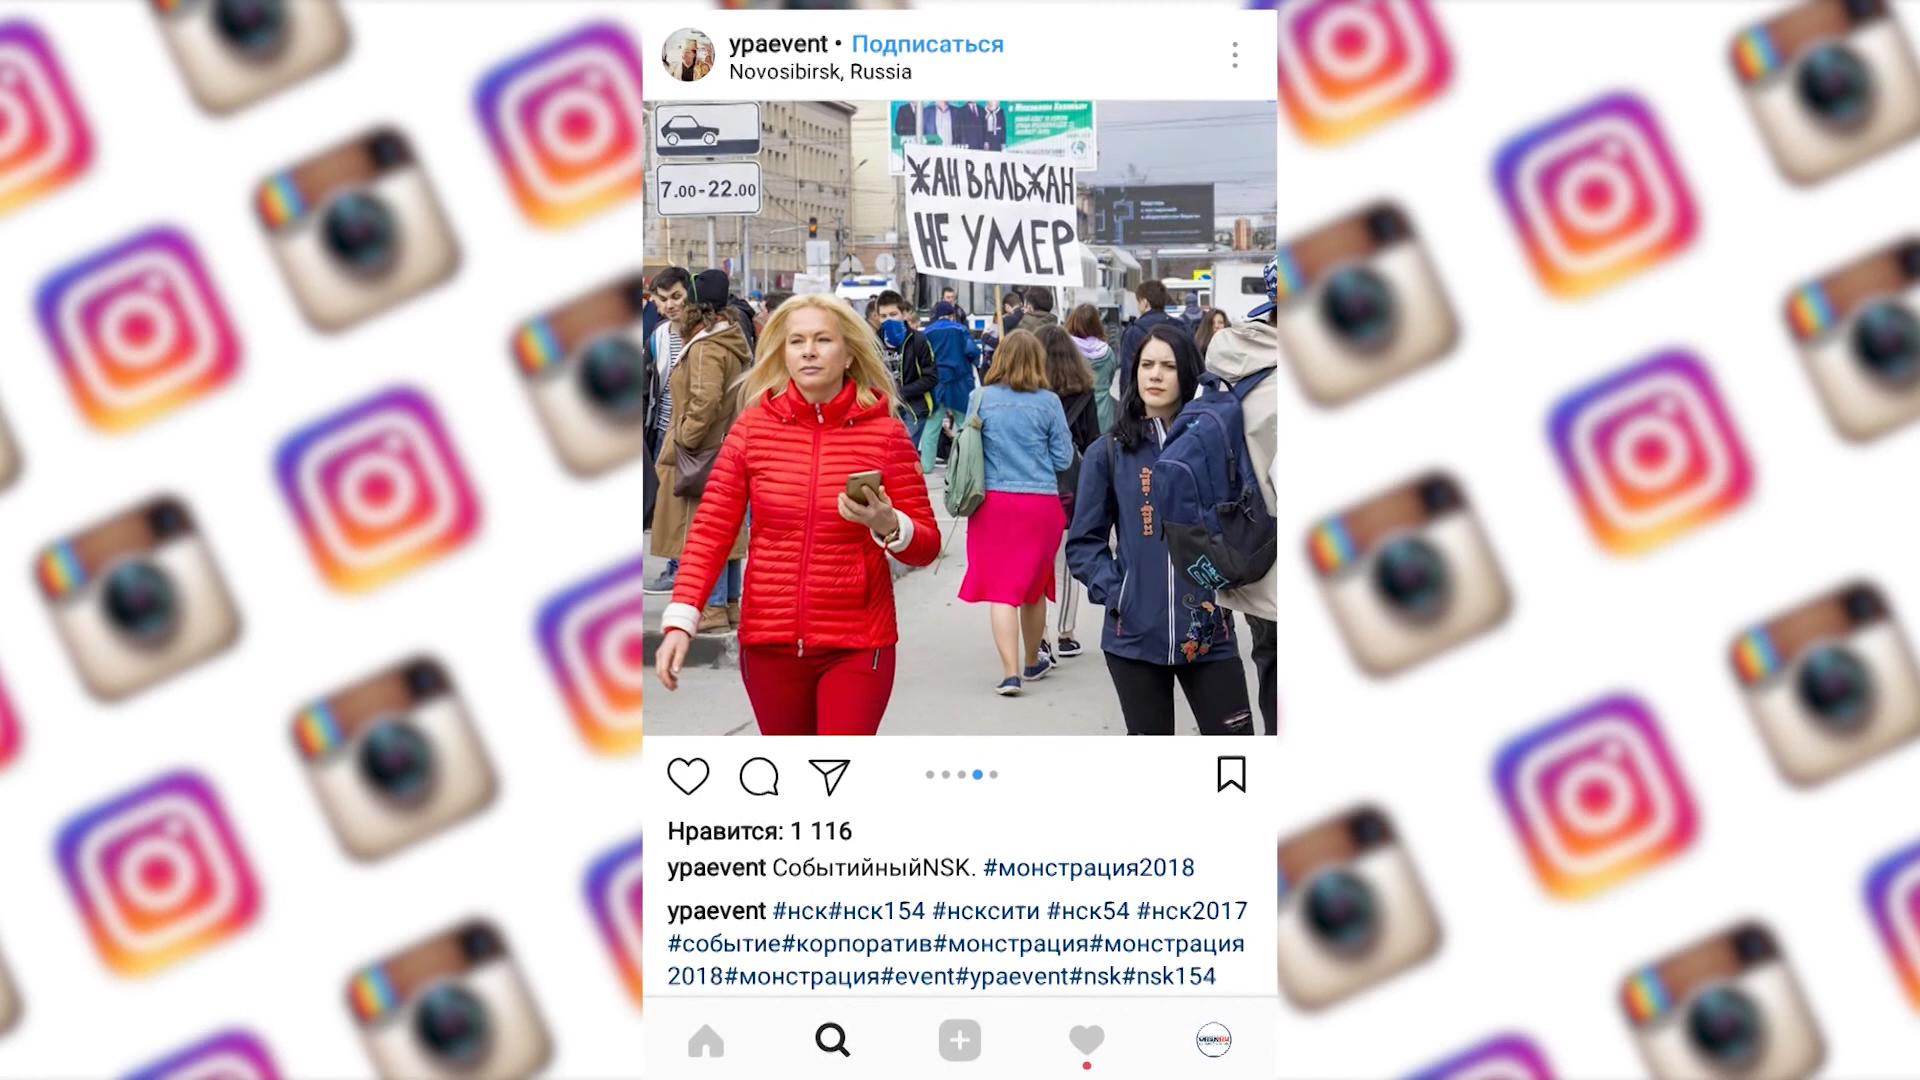 ypaevent • Подписаться
Novosibirsk, Russia
7.00-22.00
ЖАН ВАЛЬЖАН
НЕ УМЕР
truth
Нравится: 1 116
ypaevent СобытийныйNSK. #монстрация2018
ypaevent #нск#нск154 #нсксити #нск54 #нск2017
#событие#корпоратив#монстрация#монстрация
2018#монстрация#event#ypaevent#nsk#nsk154